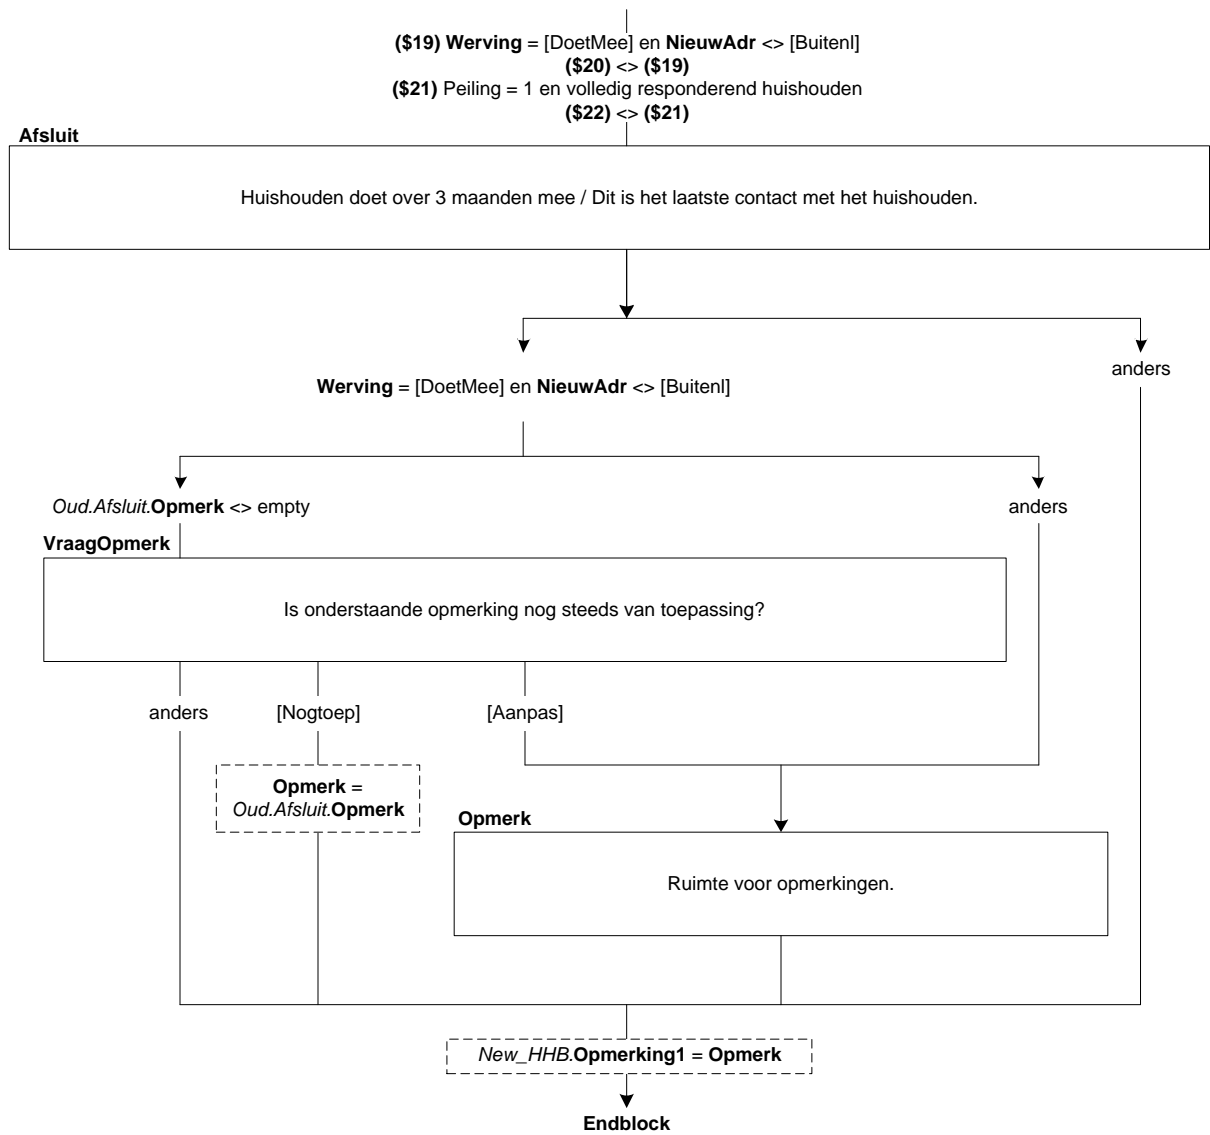 ($19) Werving = [DoetMee] en NieuwAdr <> [Buitenl]
($20) <> ($19)
($21) Peiling = 1 en volledig responderend huishouden
($22) <> ($21)
Afsluit
Huishouden doet over 3 maanden mee / Dit is het laatste contact met het huishouden.
anders
Werving = [DoetMee] en NieuwAdr <> [Buitenl]
Oud.Afsluit.Opmerk <> empty
anders
VraagOpmerk
Is onderstaande opmerking nog steeds van toepassing?
anders
[Nogtoep]
[Aanpas]
Opmerk =
Oud.Afsluit.Opmerk
Opmerk
Ruimte voor opmerkingen.
New_HHB.Opmerking1 = Opmerk
Endblock